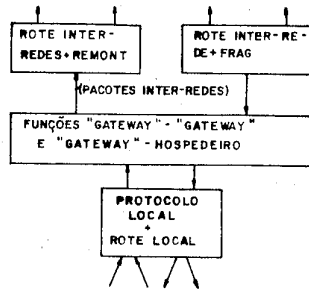 ROTE INTER-
REDES+REMONT
ROTE INTER-RE-
DE+FRAG
(PACOTES INTER-REDES)
FUNÇÕES "GATEWAY" - "GATEWAY"
E "GATEWAY" - HOSPEDEIRO
PROTOCOLO
LOCAL
+
ROTE LOCAL